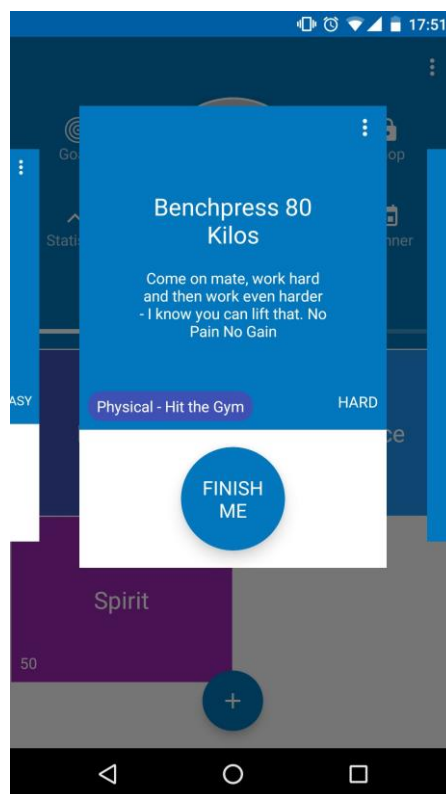 17:51
Benchpress 80
Kilos
Come on mate, work hard
and then work even harder
- I know you can lift that. No
Pain No Gain
Physical - Hit the Gym
HARD
FINISH
ME
Spirit
50
+